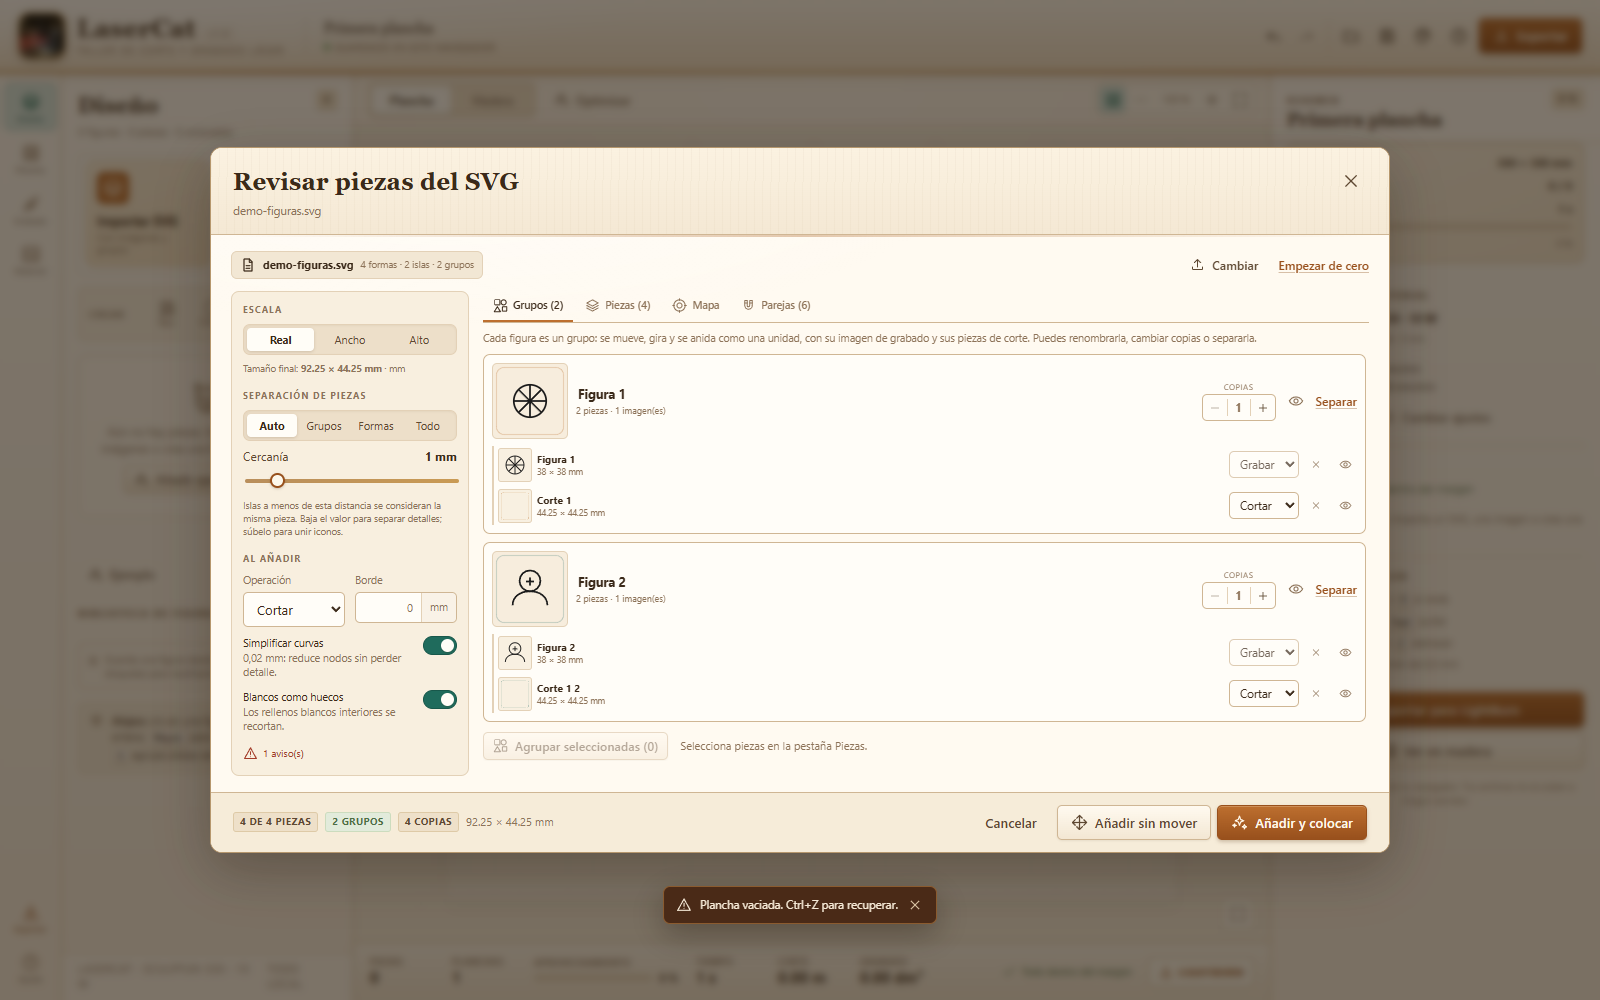 LaserCat
Primera plancha
Diseño
Primera plancha
Revisar piezas del SVG
demo-figuras.svg
demo-figuras.svg 4 formas · 2 islas · 2 grupos
Cambiar
Empezar de cero
ESCALA
Real Ancho Alto
Tamaño final: 92.25 × 44.25 mm · mm
SEPARACIÓN DE PIEZAS
Auto Grupos Formas Todo
Cercanía 1 mm
Islas a menos de esta distancia se consideran la
misma pieza. Baja el valor para separar detalles;
súbelo para unir iconos.
AL AÑADIR
Operación Borde
Cortar 0 mm
Simplificar curvas
0,02 mm: reduce nodos sin perder
detalle.
Blancos como huecos
Los rellenos blancos interiores se
recortan.
1 aviso(s)
Grupos (2) Piezas (4) Mapa Parejas (6)
Cada figura es un grupo: se mueve, gira y se anida como una unidad, con su imagen de grabado y sus piezas de corte. Puedes renombrarla, cambiar copias o separarla.
Figura 1
2 piezas · 1 imagen(es)
COPIAS
− 1 +
Separar
Figura 1
38 × 38 mm
Grabar ×
Corte 1
44.25 × 44.25 mm
Cortar ×
Figura 2
2 piezas · 1 imagen(es)
COPIAS
− 1 +
Separar
Figura 2
38 × 38 mm
Grabar ×
Corte 1 2
44.25 × 44.25 mm
Cortar ×
Agrupar seleccionadas (0) Selecciona piezas en la pestaña Piezas.
4 DE 4 PIEZAS 2 GRUPOS 4 COPIAS 92.25 × 44.25 mm
Cancelar Añadir sin mover Añadir y colocar
Plancha vaciada. Ctrl+Z para recuperar.